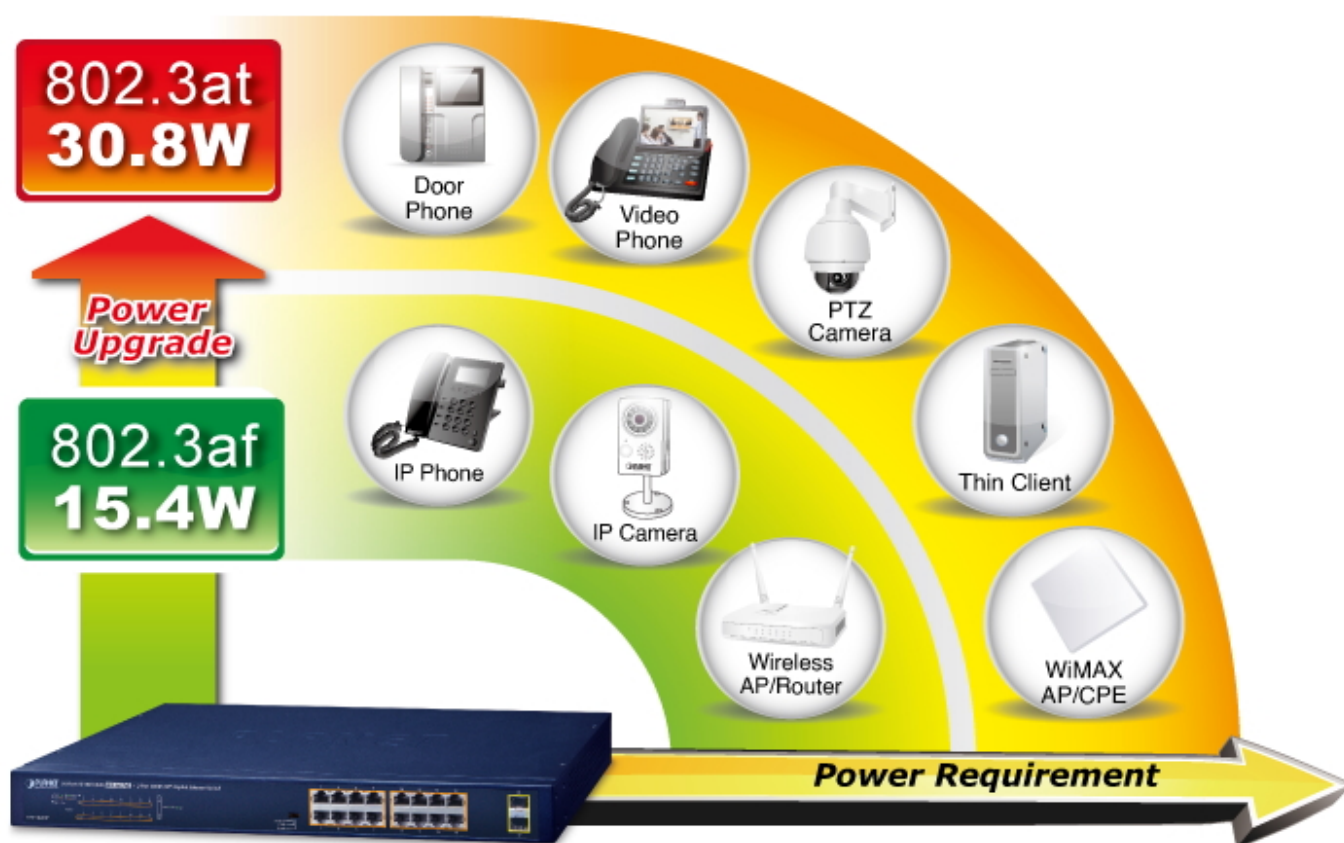 802.3at
30.8W
Power
Upgrade
802.3af
15.4W
Door
Phone
Video
Phone
PTZ
Camera
Thin Client
WiMAX
AP/CPE
IP Phone
IP Camera
Wireless
AP/Router
Power Requirement
PLANET